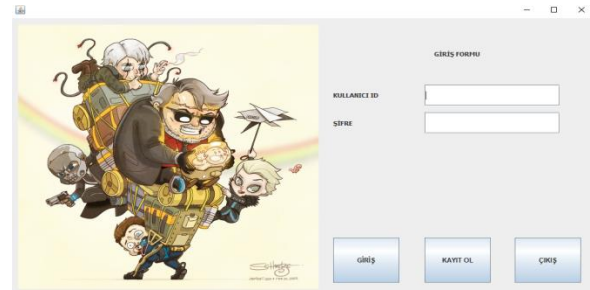 GİRİŞ FORMU
KULLANICI ID
ŞİFRE
GİRİŞ
KAYIT OL
ÇIKIŞ